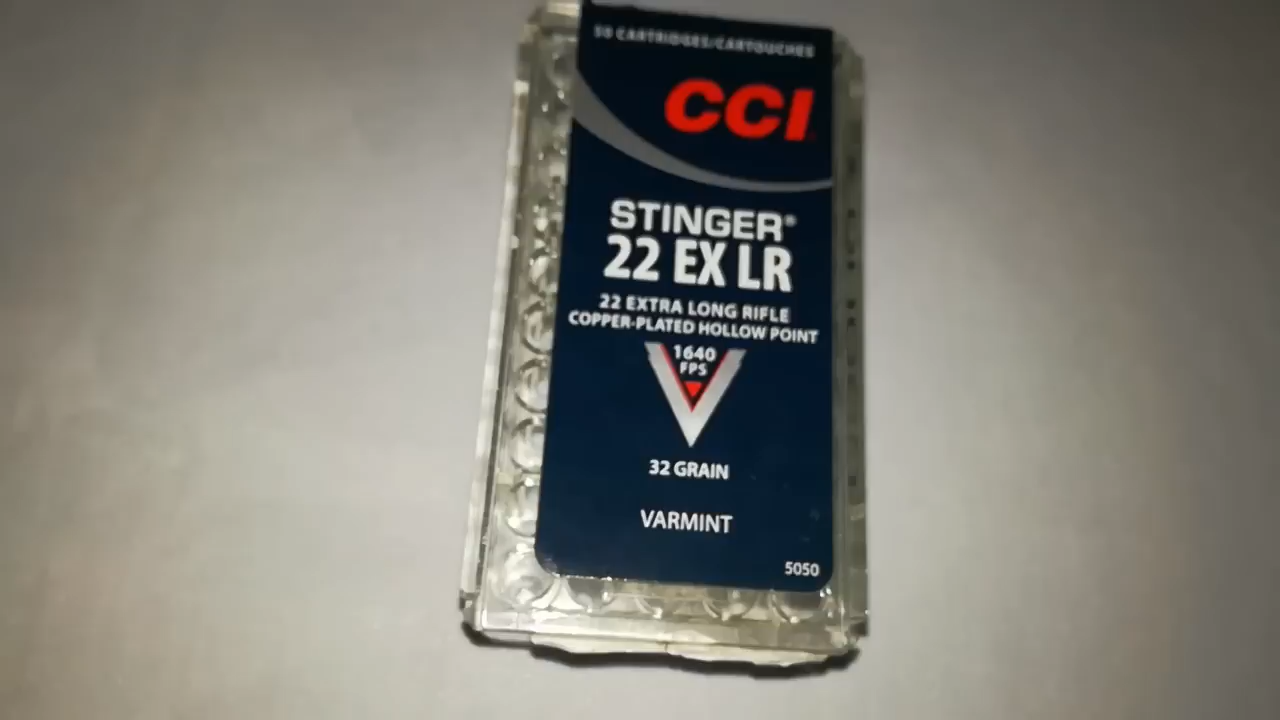 50 CARTRIDGES/CARTOUCHES
CCI
STINGER®
22 EX LR
22 EXTRA LONG RIFLE
COPPER-PLATED HOLLOW POINT
1640
FPS
32 GRAIN
VARMINT
5050